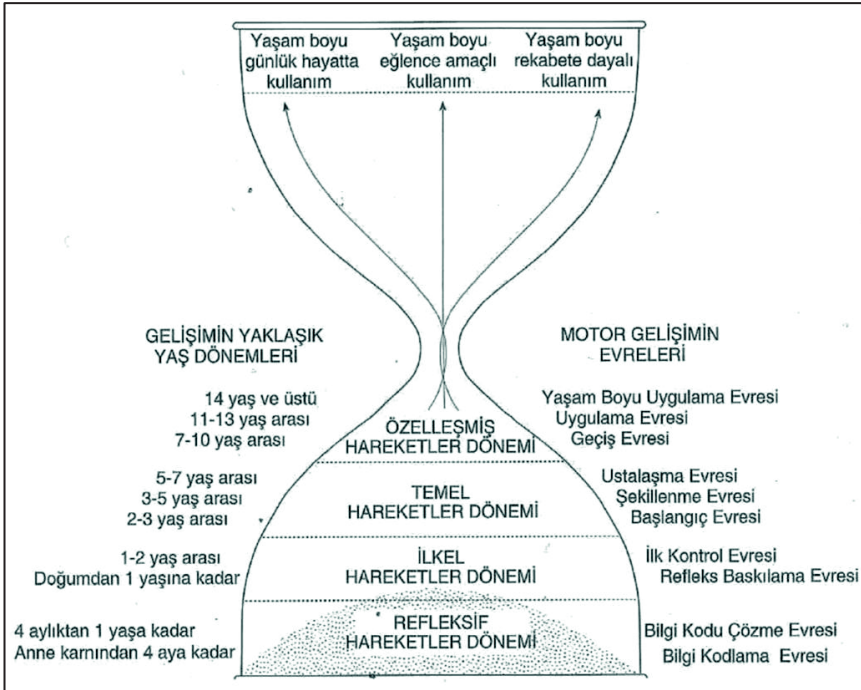 Yaşam boyu
günlük hayatta
kullanım
Yaşam boyu
eğlence amaçlı
kullanım
Yaşam boyu
rekabete dayalı
kullanım
GELİŞİMİN YAKLAŞIK
YAŞ DÖNEMLERİ
MOTOR GELİŞİMİN
EVRELERİ
14 yaş ve üstü
11-13 yaş arası
7-10 yaş arası
ÖZELLEŞMİŞ
HAREKETLER DÖNEMİ
Yaşam Boyu Uygulama Evresi
Uygulama Evresi
Geçiş Evresi
5-7 yaş arası
3-5 yaş arası
2-3 yaş arası
TEMEL
HAREKETLER DÖNEMİ
Ustalaşma Evresi
Şekillenme Evresi
Başlangıç Evresi
1-2 yaş arası
Doğumdan 1 yaşına kadar
İLKEL
HAREKETLER DÖNEMİ
İlk Kontrol Evresi
Refleks Baskılama Evresi
4 aylıktan 1 yaşa kadar
Anne karnından 4 aya kadar
REFLEKSİF
HAREKETLER DÖNEMİ
Bilgi Kodu Çözme Evresi
Bilgi Kodlama Evresi